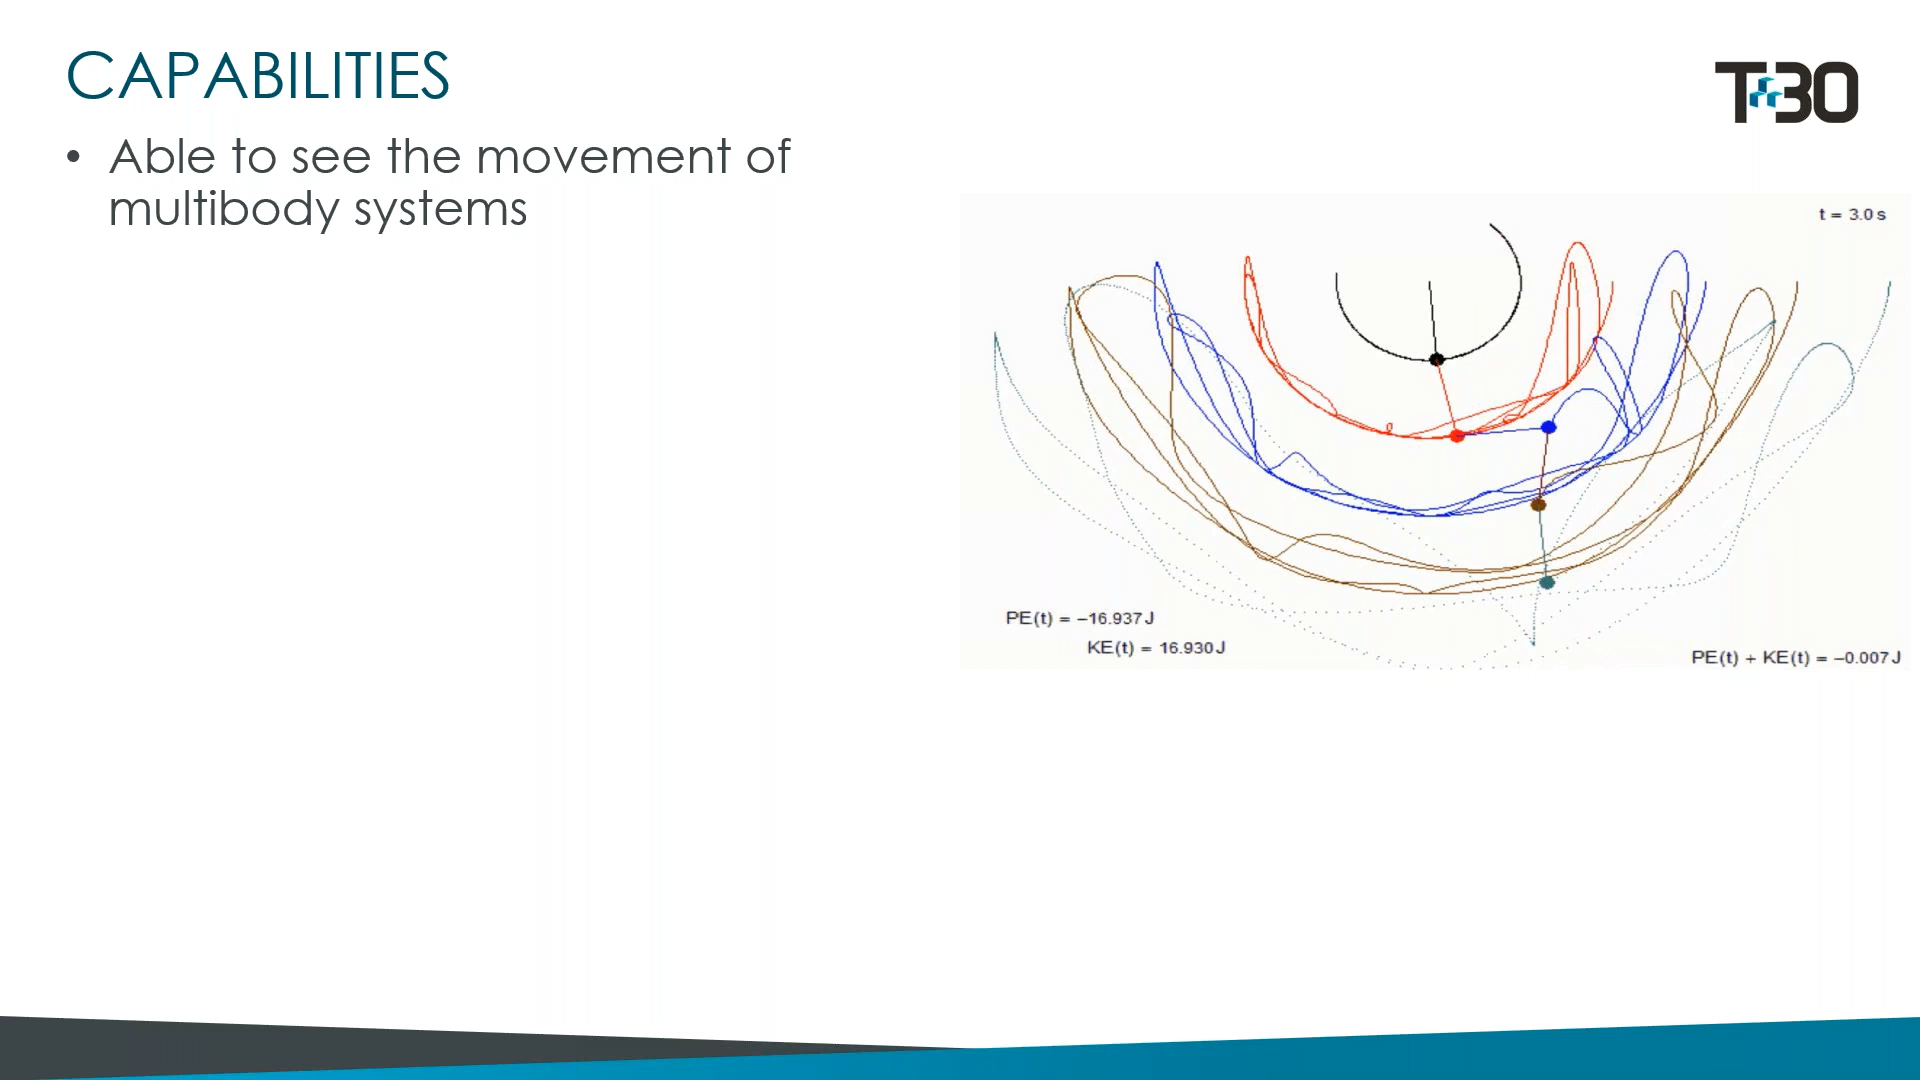 CAPABILITIES
T30
• Able to see the movement of
multibody systems
t = 3.0 s
PE(t) = −16.937 J
KE(t) = 16.930 J
PE(t) + KE(t) = −0.007 J